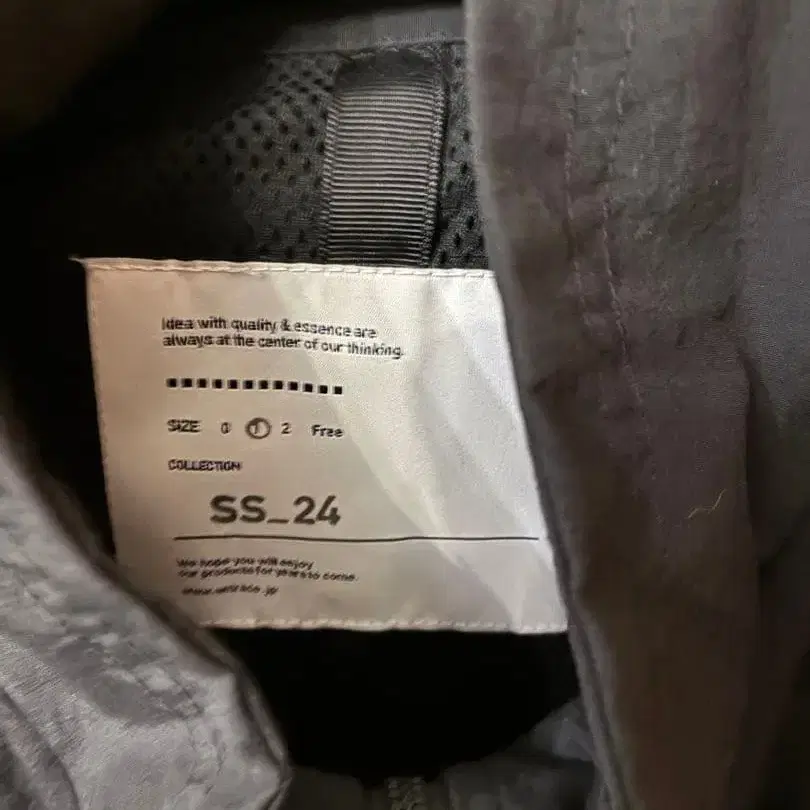 Idea with quality & essence are
always at the center of our thinking.
SIZE 0 1 2 Free
COLLECTION
SS_24
We hope you will enjoy
our products for years to come.